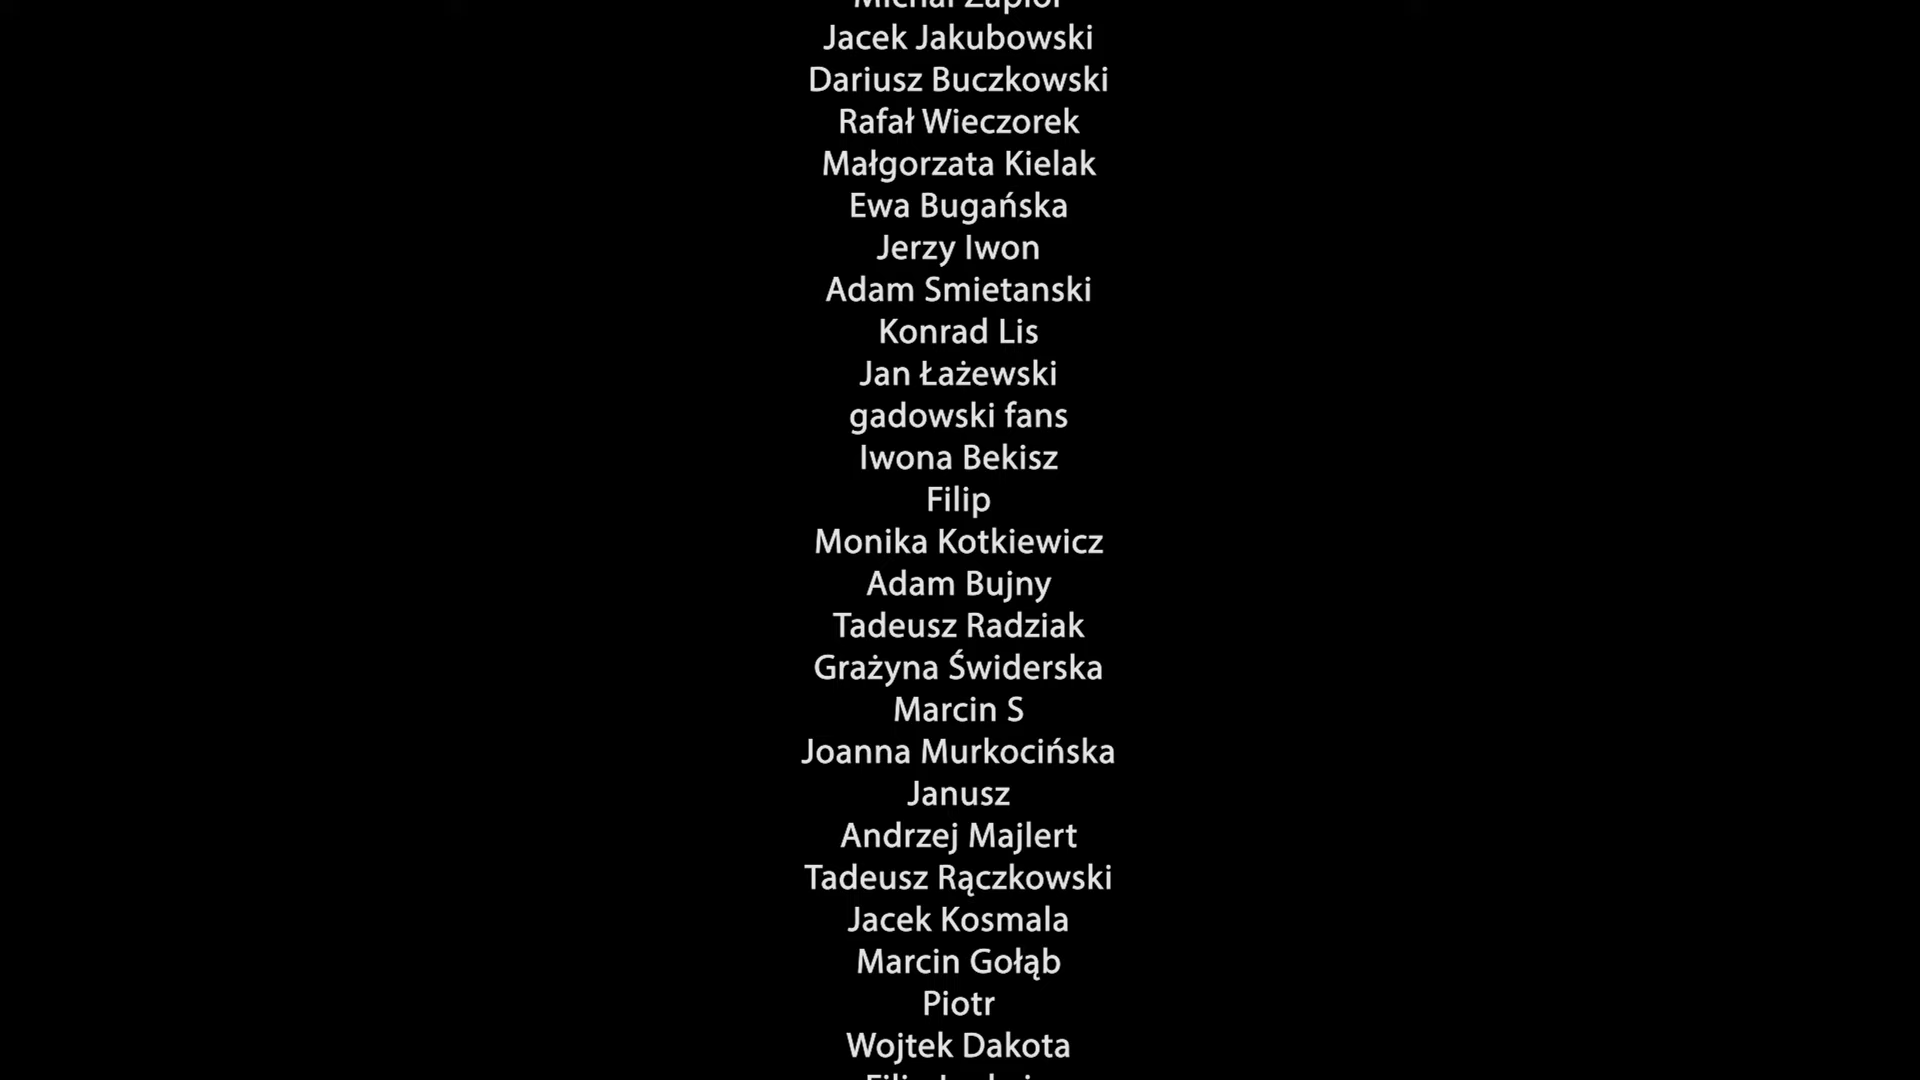 Jacek Jakubowski
Dariusz Buczkowski
Rafał Wieczorek
Małgorzata Kielak
Ewa Bugańska
Jerzy Iwon
Adam Smietanski
Konrad Lis
Jan Łażewski
gadowski fans
Iwona Bekisz
Filip
Monika Kotkiewicz
Adam Bujny
Tadeusz Radziak
Grażyna Świderska
Marcin S
Joanna Murkocińska
Janusz
Andrzej Majlert
Tadeusz Rączkowski
Jacek Kosmala
Marcin Gołąb
Piotr
Wojtek Dakota